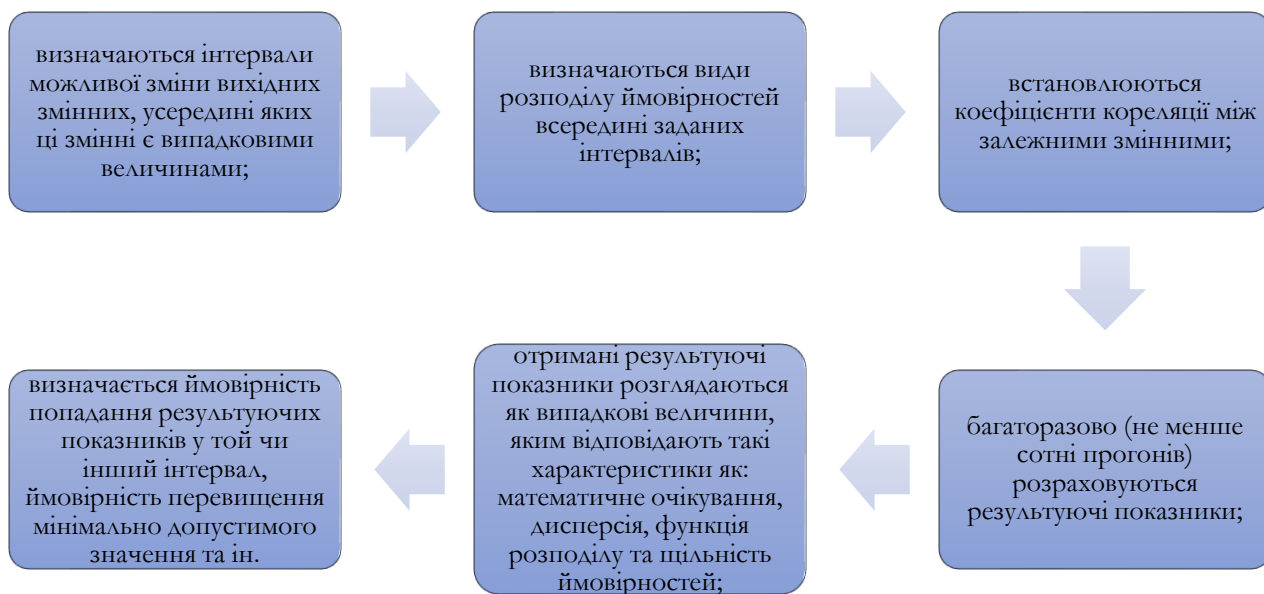 визначаються інтервали
можливої зміни вихідних
змінних, усередині яких
ці змінні є випадковими
величинами;
визначаються види
розподілу ймовірностей
всередині заданих
інтервалів;
встановлюються
коефіцієнти кореляції між
залежними змінними;
багаторазово (не менше
сотні прогонів)
розраховуються
результуючі показники;
отримані результуючі
показники розглядаються
як випадкові величини,
яким відповідають такі
характеристики як:
математичне очікування,
дисперсія, функція
розподілу та щільність
ймовірностей;
визначається ймовірність
попадання результуючих
показників у той чи
інший інтервал,
ймовірність перевищення
мінімально допустимого
значення та ін.